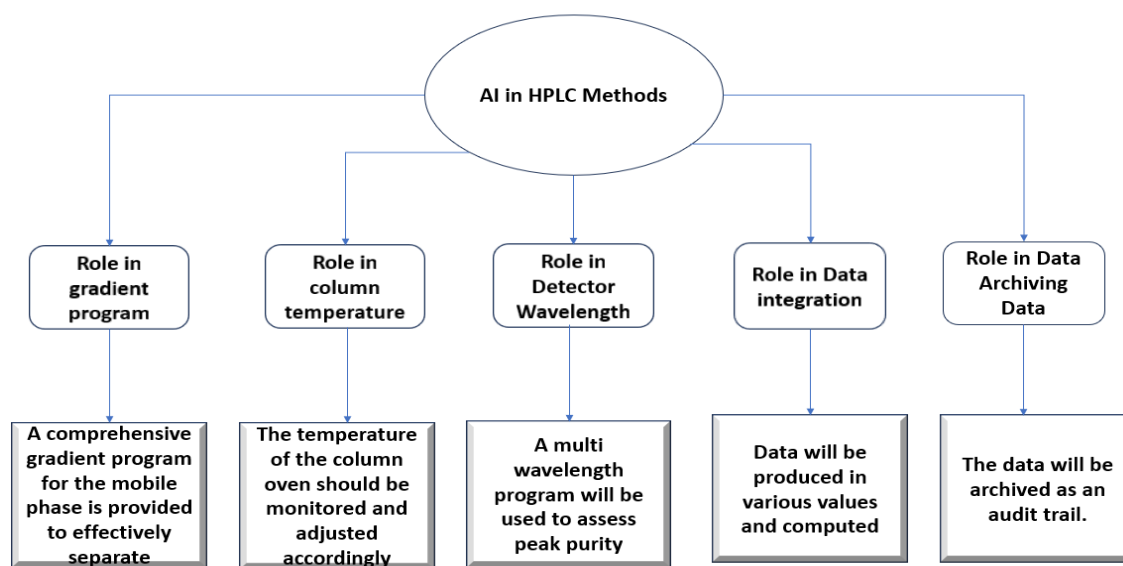 AI in HPLC Methods
Role in
gradient
program
Role in
column
temperature
Role in
Detector
Wavelength
Role in Data
integration
Role in Data
Archiving
Data
A comprehensive
gradient program
for the mobile
phase is provided
to effectively
separate
The temperature
of the column
oven should be
monitored and
adjusted
accordingly
A multi
wavelength
program will be
used to assess
peak purity
Data will be
produced in
various values
and computed
The data will be
archived as an
audit trail.